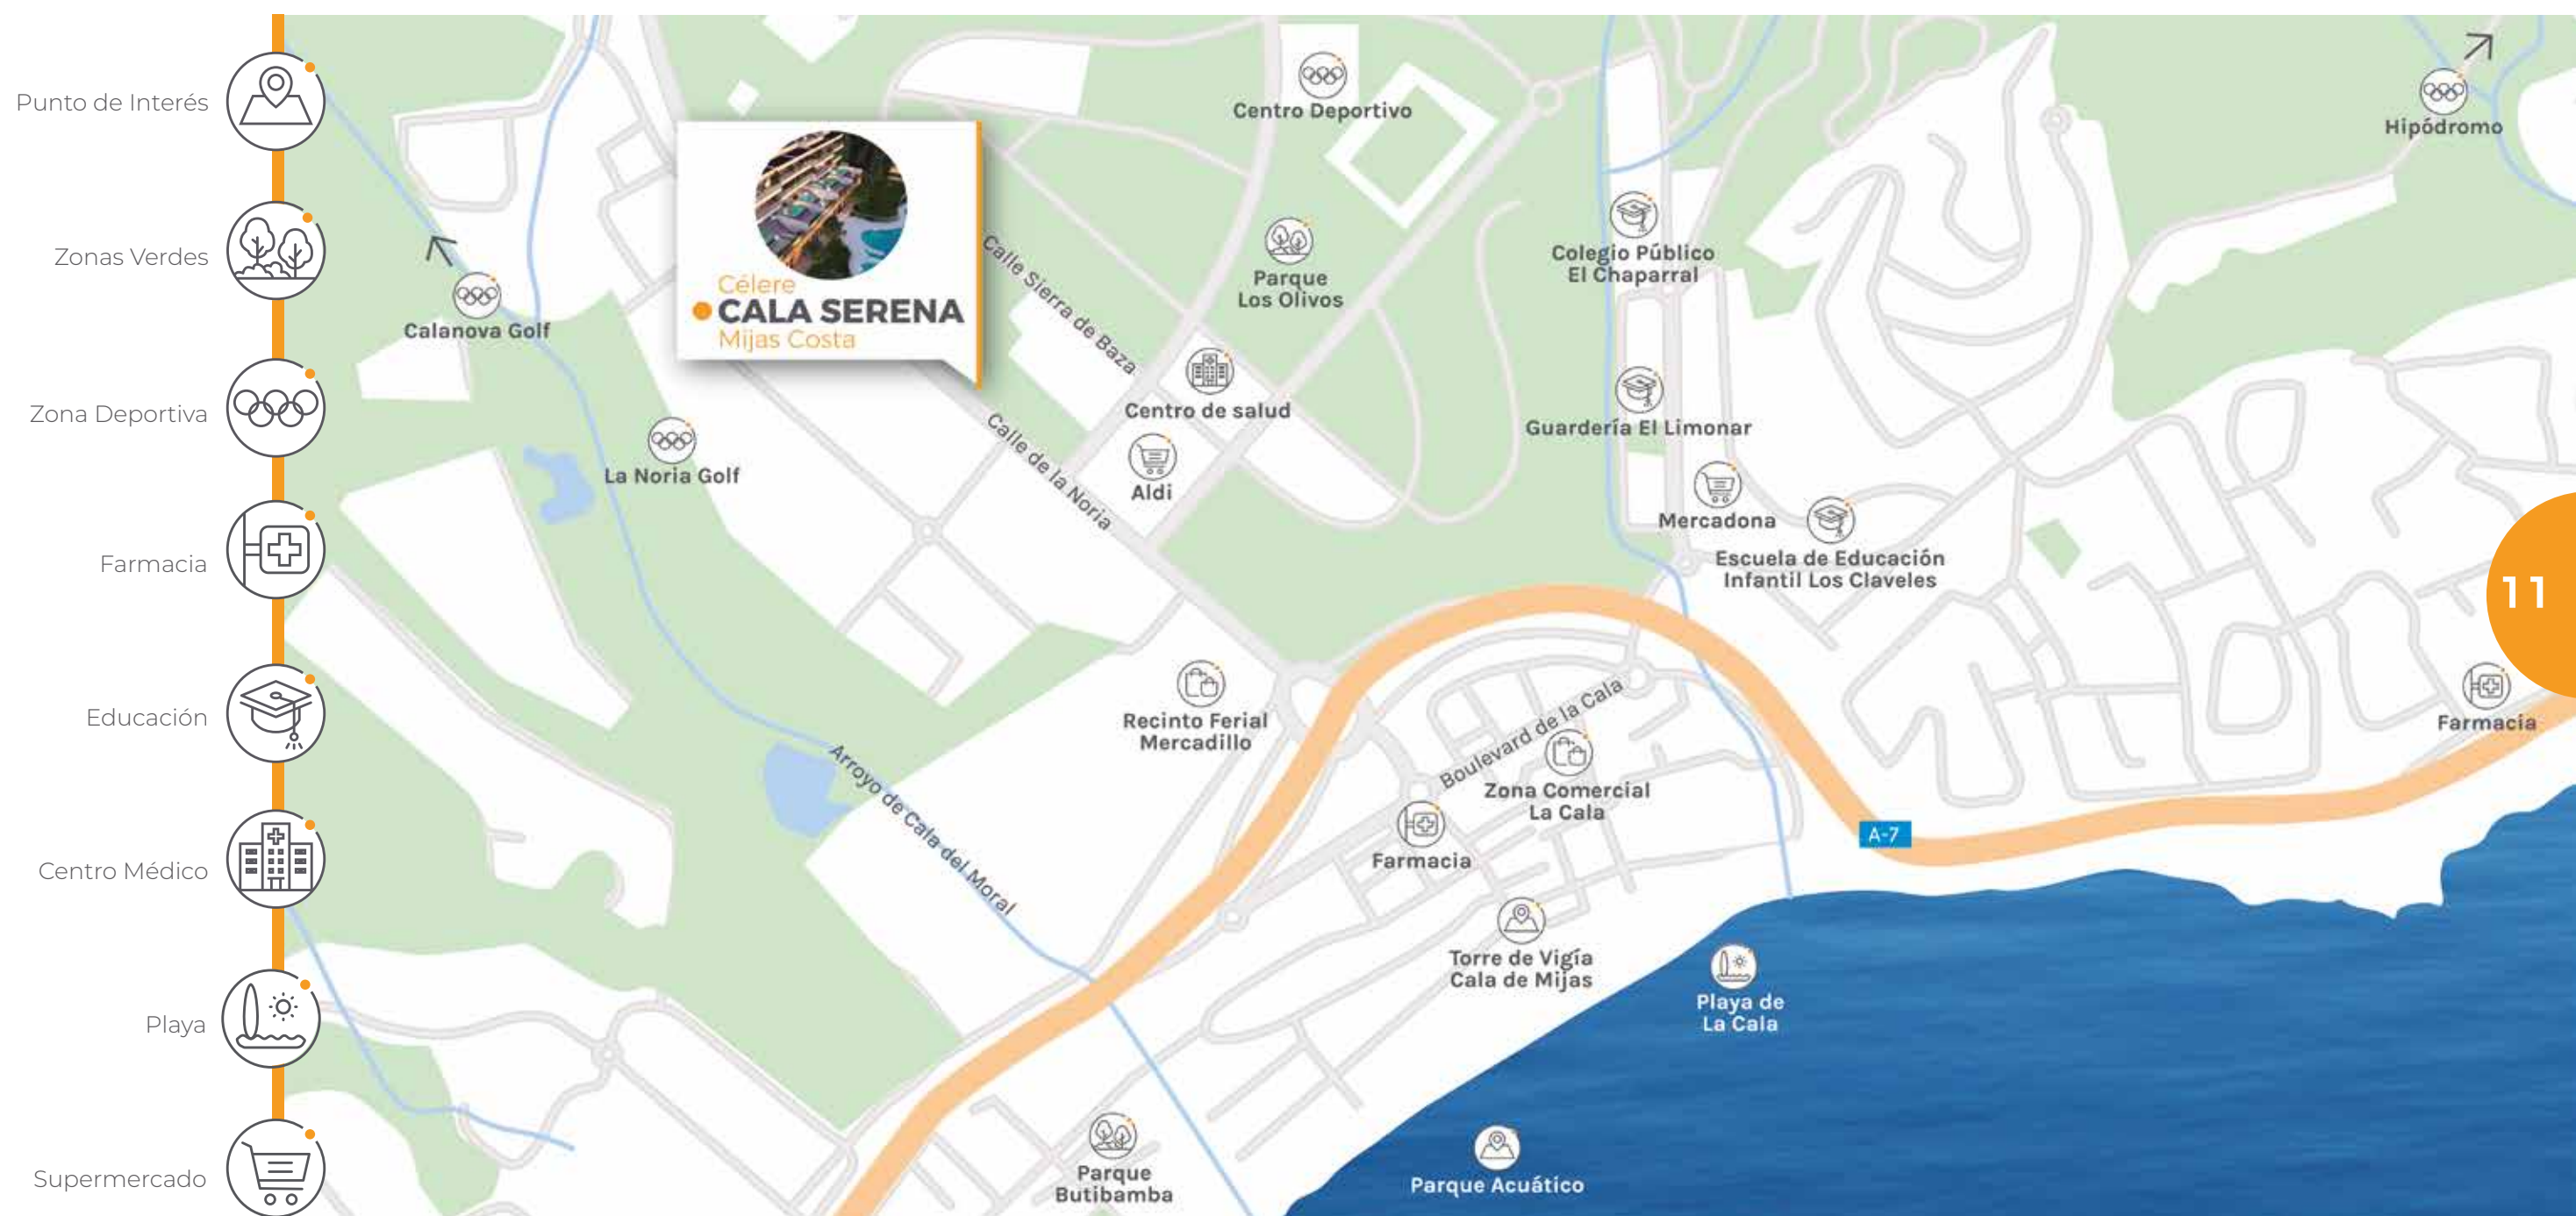 Punto de Interés
Zonas Verdes
Zona Deportiva
Farmacia
Educación
Centro Médico
Playa
Supermercado
Centro Deportivo
Hipódromo
Célere
CALA SERENA
Mijas Costa
Calle Sierra de Baza
Parque
Los Olivos
Colegio Público
El Chaparral
Calanova Golf
Centro de salud
Guardería El Limonar
La Noria Golf
Calle de la Noria
Aldi
Mercadona
Escuela de Educación
Infantil Los Claveles
11
Recinto Ferial
Mercadillo
Boulevard de la Cala
Zona Comercial
La Cala
Farmacia
Farmacia
A-7
Arroyo de Cala del Moral
Torre de Vigía
Cala de Mijas
Playa de
La Cala
Parque
Butibamba
Parque Acuático